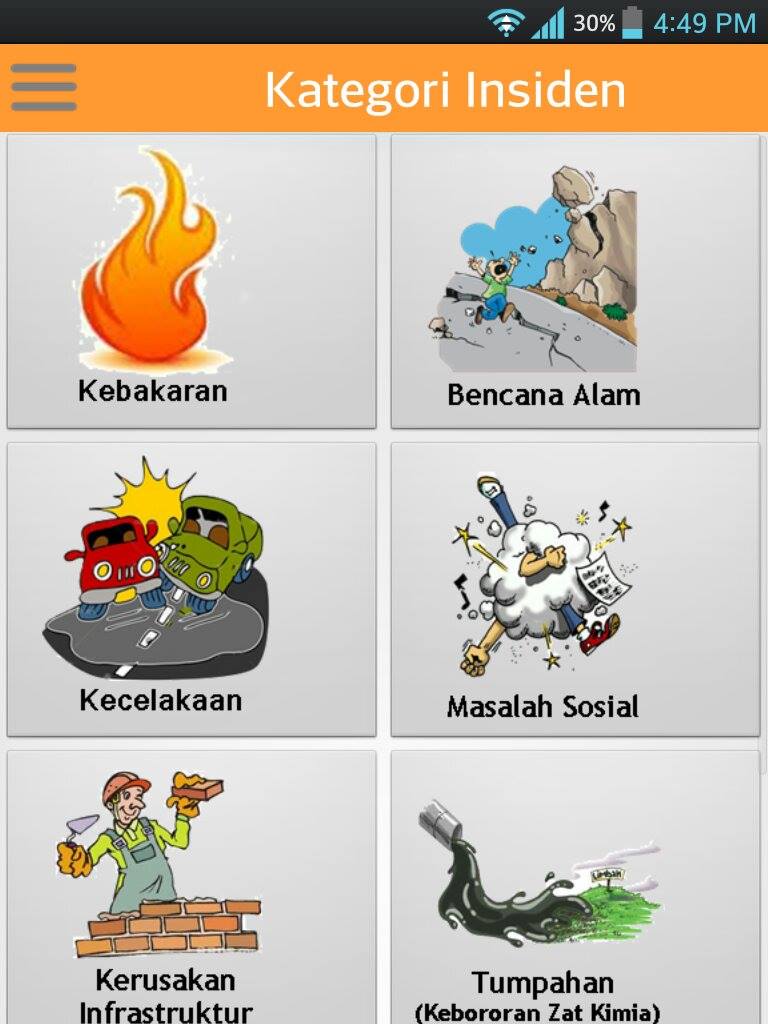 30% 4:49 PM
Kategori Insiden
Kebakaran
Bencana Alam
Kecelakaan
Masalah Sosial
Kerusakan
Infrastruktur
LIMBAH
Tumpahan
(Kebororan Zat Kimia)